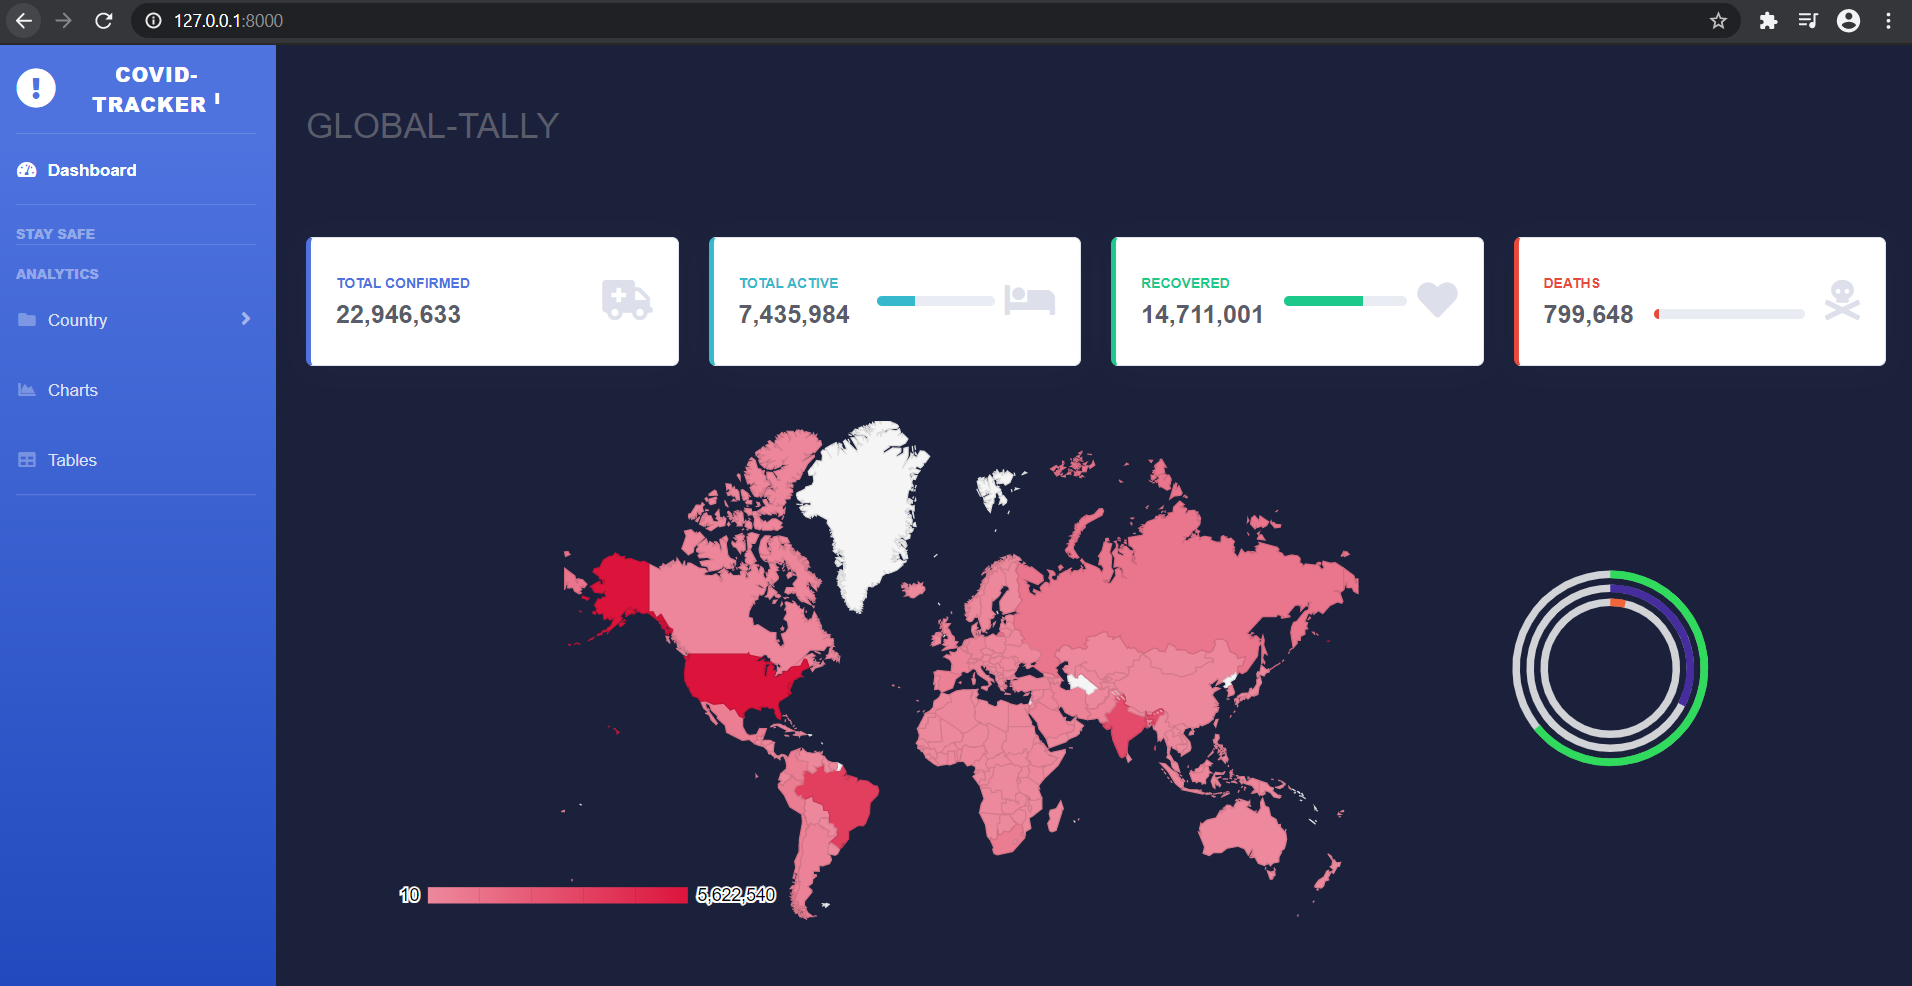 127.0.0.1:8000
COVID-
TRACKER !
Dashboard
STAY SAFE
ANALYTICS
Country
Charts
Tables
GLOBAL-TALLY
TOTAL CONFIRMED
22,946,633
TOTAL ACTIVE
7,435,984
RECOVERED
14,711,001
DEATHS
799,648
10
5,622,540